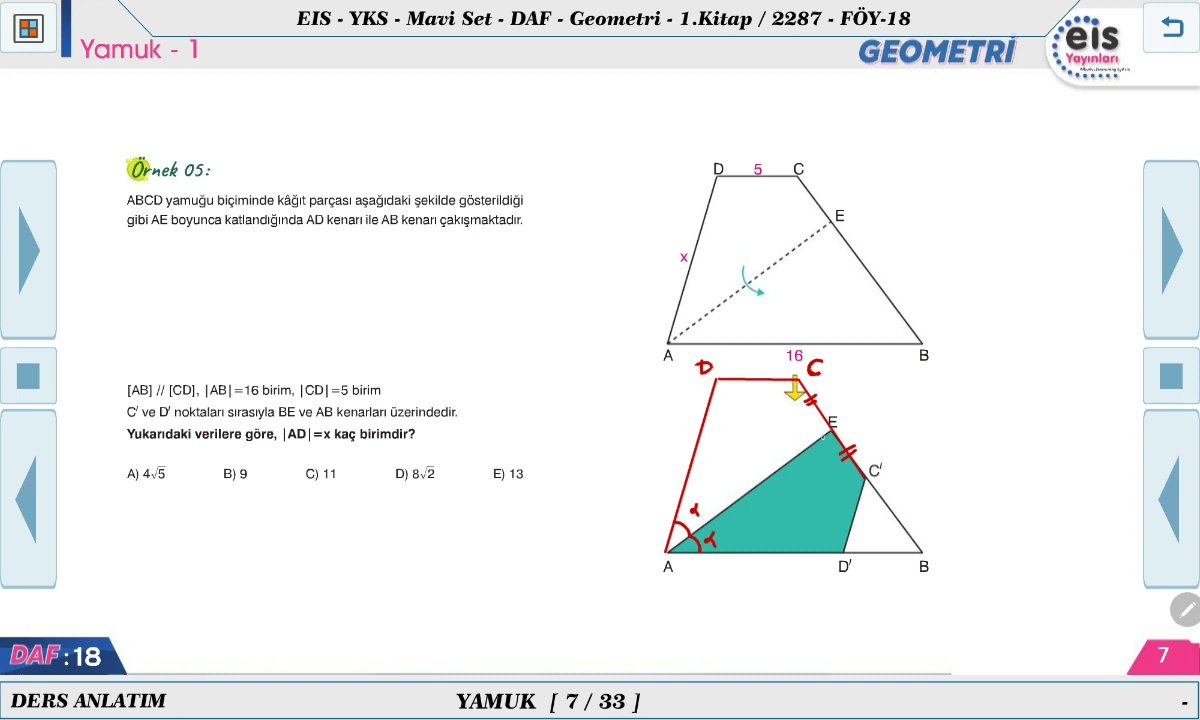 EIS - YKS - Mavi Set - DAF - Geometri - 1.Kitap / 2287 - FÖY-18
Yamuk - 1
GEOMETRİ
eis
Yayınları
Örnek 05:
ABCD yamuğu biçiminde kâğıt parçası aşağıdaki şekilde gösterildiği
gibi AE boyunca katlandığında AD kenarı ile AB kenarı çakışmaktadır.
D 5 C
E
x
A 16 B
[AB] // [CD], |AB|=16 birim, |CD|=5 birim
C' ve D' noktaları sırasıyla BE ve AB kenarları üzerindedir.
Yukarıdaki verilere göre, |AD|=x kaç birimdir?
A) 4√5 B) 9 C) 11 D) 8√2 E) 13
D C
E
C'
α
α
A D' B
DAF:18
7
DERS ANLATIM
YAMUK [ 7 / 33 ]
-